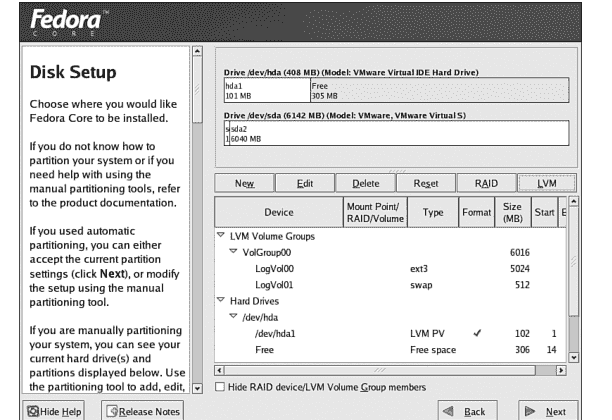 Fedora™
CORE
Disk Setup
Choose where you would like
Fedora Core to be installed.
If you do not know how to
partition your system or if you
need help with using the
manual partitioning tools, refer
to the product documentation.
If you used automatic
partitioning, you can either
accept the current partition
settings (click Next), or modify
the setup using the manual
partitioning tool.
If you are manually partitioning
your system, you can see your
current hard drive(s) and
partitions displayed below. Use
the partitioning tool to add, edit,
Drive /dev/hda (408 MB) (Model: VMware Virtual IDE Hard Drive)
hda1 Free
101 MB 305 MB
Drive /dev/sda (6142 MB) (Model: VMware, VMware Virtual S)
s sda2
1 6040 MB
New Edit Delete Reset RAID LVM
Device Mount Point/ RAID/Volume Type Format Size (MB) Start E
LVM Volume Groups
VolGroup00 6016
LogVol00 ext3 5024
LogVol01 swap 512
Hard Drives
/dev/hda
/dev/hda1 LVM PV ✓ 102 1
Free Free space 306 14
Hide RAID device/LVM Volume Group members
Hide Help Release Notes Back Next